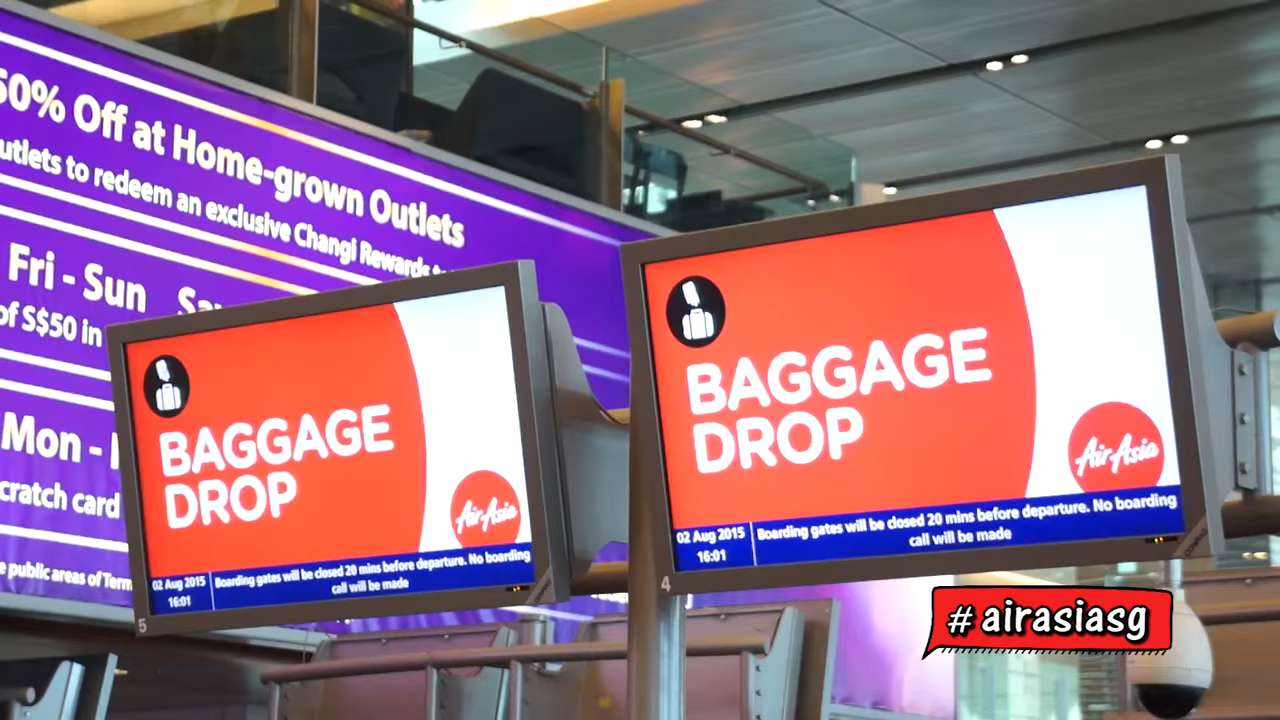 50% Off at Home-grown Outlets
outlets to redeem an exclusive Changi Rewards
Fri - Sun
of S$50 in
Mon -
scratch card
public areas of
BAGGAGE
DROP
AirAsia
02 Aug 2015
16:01
Boarding gates will be closed 20 mins before departure. No boarding
call will be made
5
BAGGAGE
DROP
AirAsia
02 Aug 2015
16:01
Boarding gates will be closed 20 mins before departure. No boarding
call will be made
4
# airasiasg